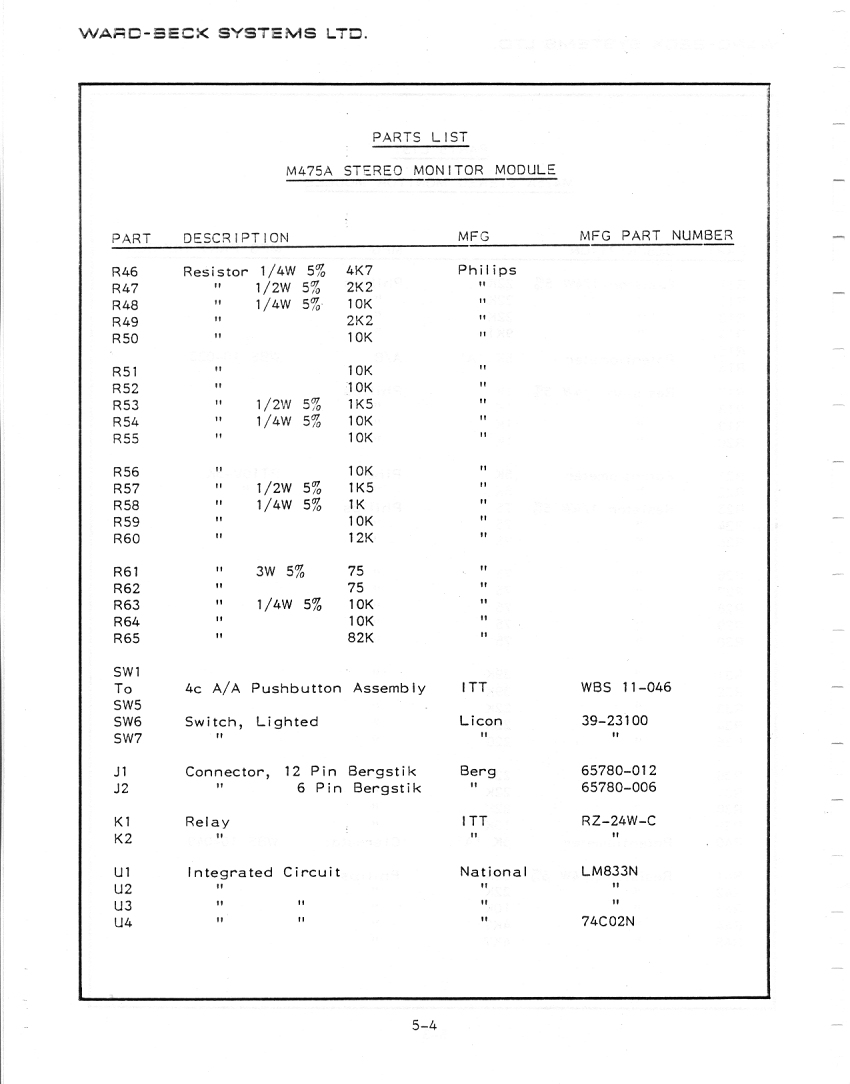 WARD-BECK SYSTEMS LTD.
PARTS LIST
M475A STEREO MONITOR MODULE
PART DESCRIPTION MFG MFG PART NUMBER
R46 Resistor 1/4W 5% 4K7 Philips
R47 " 1/2W 5% 2K2 "
R48 " 1/4W 5% 10K "
R49 " 2K2 "
R50 " 10K "
R51 " 10K "
R52 " 10K "
R53 " 1/2W 5% 1K5 "
R54 " 1/4W 5% 10K "
R55 " 10K "
R56 " 10K "
R57 " 1/2W 5% 1K5 "
R58 " 1/4W 5% 1K "
R59 " 10K "
R60 " 12K "
R61 " 3W 5% 75 "
R62 " 75 "
R63 " 1/4W 5% 10K "
R64 " 10K "
R65 " 82K "
SW1
To 4c A/A Pushbutton Assembly ITT WBS 11-046
SW5
SW6 Switch, Lighted Licon 39-23100
SW7 " " "
J1 Connector, 12 Pin Bergstik Berg 65780-012
J2 " 6 Pin Bergstik " 65780-006
K1 Relay ITT RZ-24W-C
K2 " " "
U1 Integrated Circuit National LM833N
U2 " " "
U3 " " " "
U4 " " " 74C02N
5-4